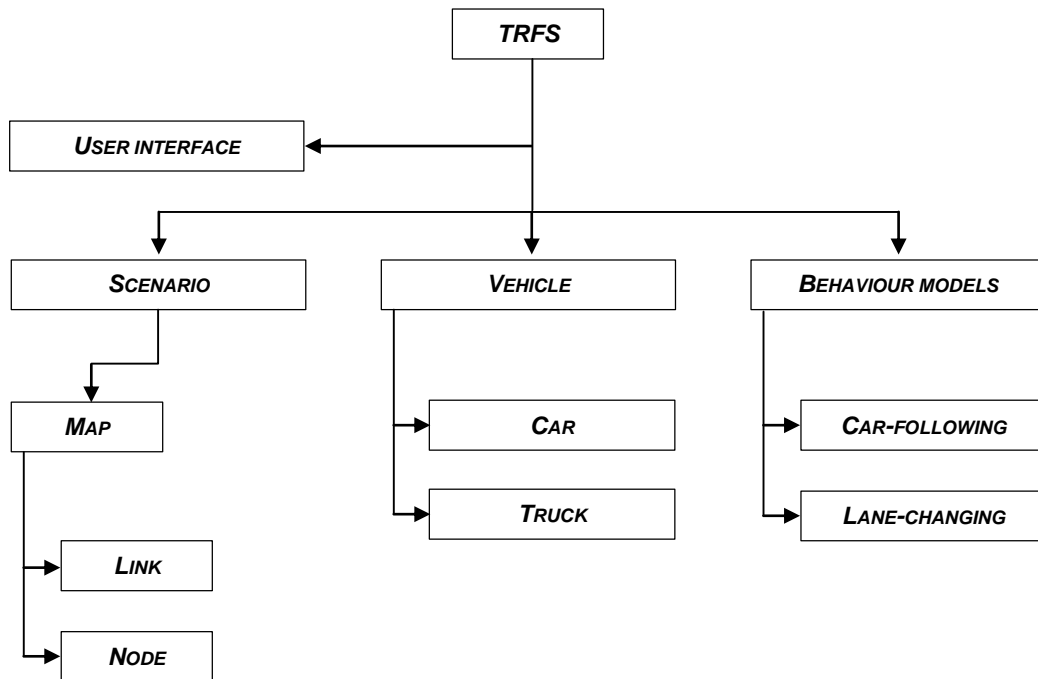 TRFS
USER INTERFACE
SCENARIO
VEHICLE
BEHAVIOUR MODELS
MAP
CAR
CAR-FOLLOWING
TRUCK
LANE-CHANGING
LINK
NODE